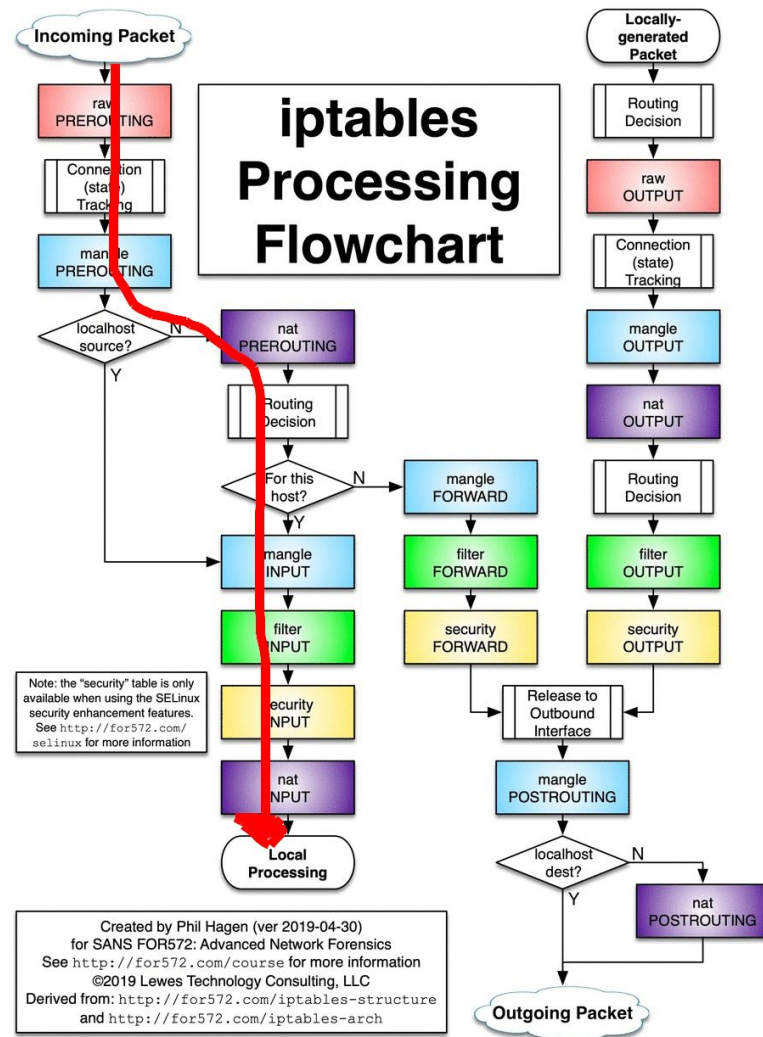 Incoming Packet
raw
PREROUTING
Connection
(state)
Tracking
mangle
PREROUTING
localhost
source?
N
Y
nat
PREROUTING
Routing
Decision
For this
host?
N
Y
mangle
INPUT
filter
INPUT
security
INPUT
nat
INPUT
Local
Processing
iptables
Processing
Flowchart
mangle
FORWARD
filter
FORWARD
security
FORWARD
Locally-
generated
Packet
Routing
Decision
raw
OUTPUT
Connection
(state)
Tracking
mangle
OUTPUT
nat
OUTPUT
Routing
Decision
filter
OUTPUT
security
OUTPUT
Release to
Outbound
Interface
mangle
POSTROUTING
localhost
dest?
N
Y
nat
POSTROUTING
Outgoing Packet
Note: the “security” table is only
available when using the SELinux
security enhancement features.
See http://for572.com/
selinux for more information
Created by Phil Hagen (ver 2019-04-30)
for SANS FOR572: Advanced Network Forensics
See http://for572.com/course for more information
©2019 Lewes Technology Consulting, LLC
Derived from: http://for572.com/iptables-structure
and http://for572.com/iptables-arch